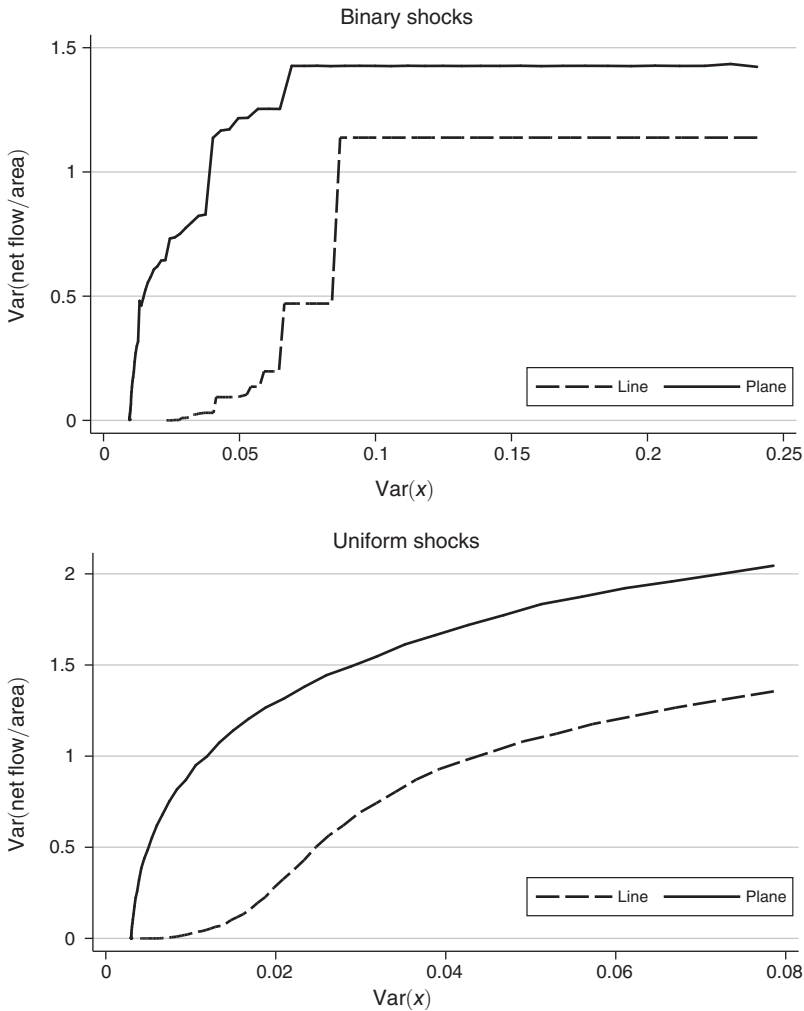 Binary shocks
1.5
1
0.5
0
Var(net flow/area)
Line Plane
0 0.05 0.1 0.15 0.2 0.25
Var(x)
Uniform shocks
2
1.5
1
0.5
0
Var(net flow/area)
Line Plane
0 0.02 0.04 0.06 0.08
Var(x)